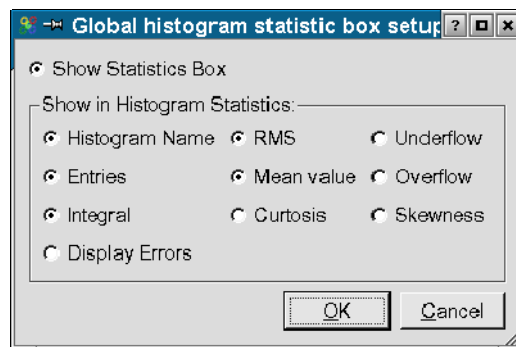 Global histogram statistic box setup ?
Show Statistics Box
Show in Histogram Statistics:
Histogram Name RMS Underflow
Entries Mean value Overflow
Integral Curtosis Skewness
Display Errors
OK Cancel